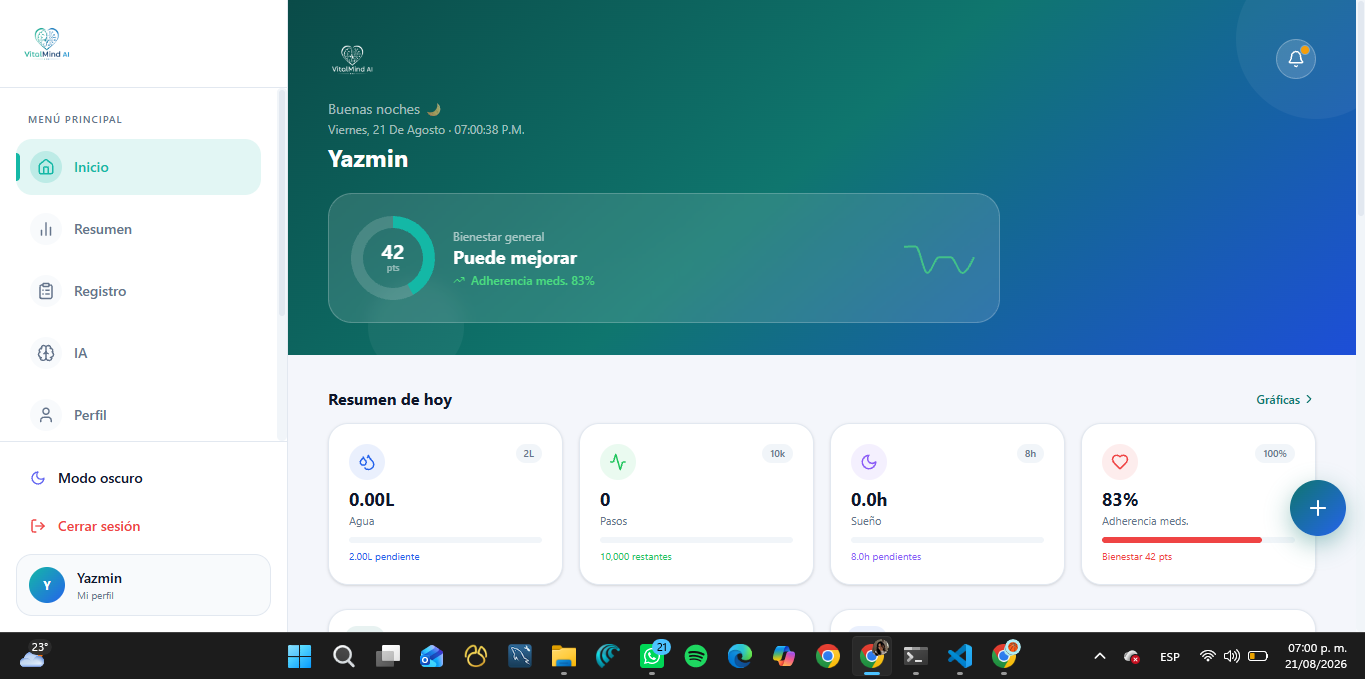 VitalMind AI
MENÚ PRINCIPAL
Inicio
Resumen
Registro
IA
Perfil
Modo oscuro
Cerrar sesión
Y
Yazmin
Mi perfil
VitalMind AI
Buenas noches
Viernes, 21 De Agosto · 07:00:38 P.M.
Yazmin
42
pts
Bienestar general
Puede mejorar
Adherencia meds. 83%
Resumen de hoy
Gráficas
2L
0.00L
Agua
2.00L pendiente
10k
0
Pasos
10,000 restantes
8h
0.0h
Sueño
8.0h pendientes
100%
83%
Adherencia meds.
Bienestar 42 pts
23°
21
ESP
07:00 p. m.
21/08/2026